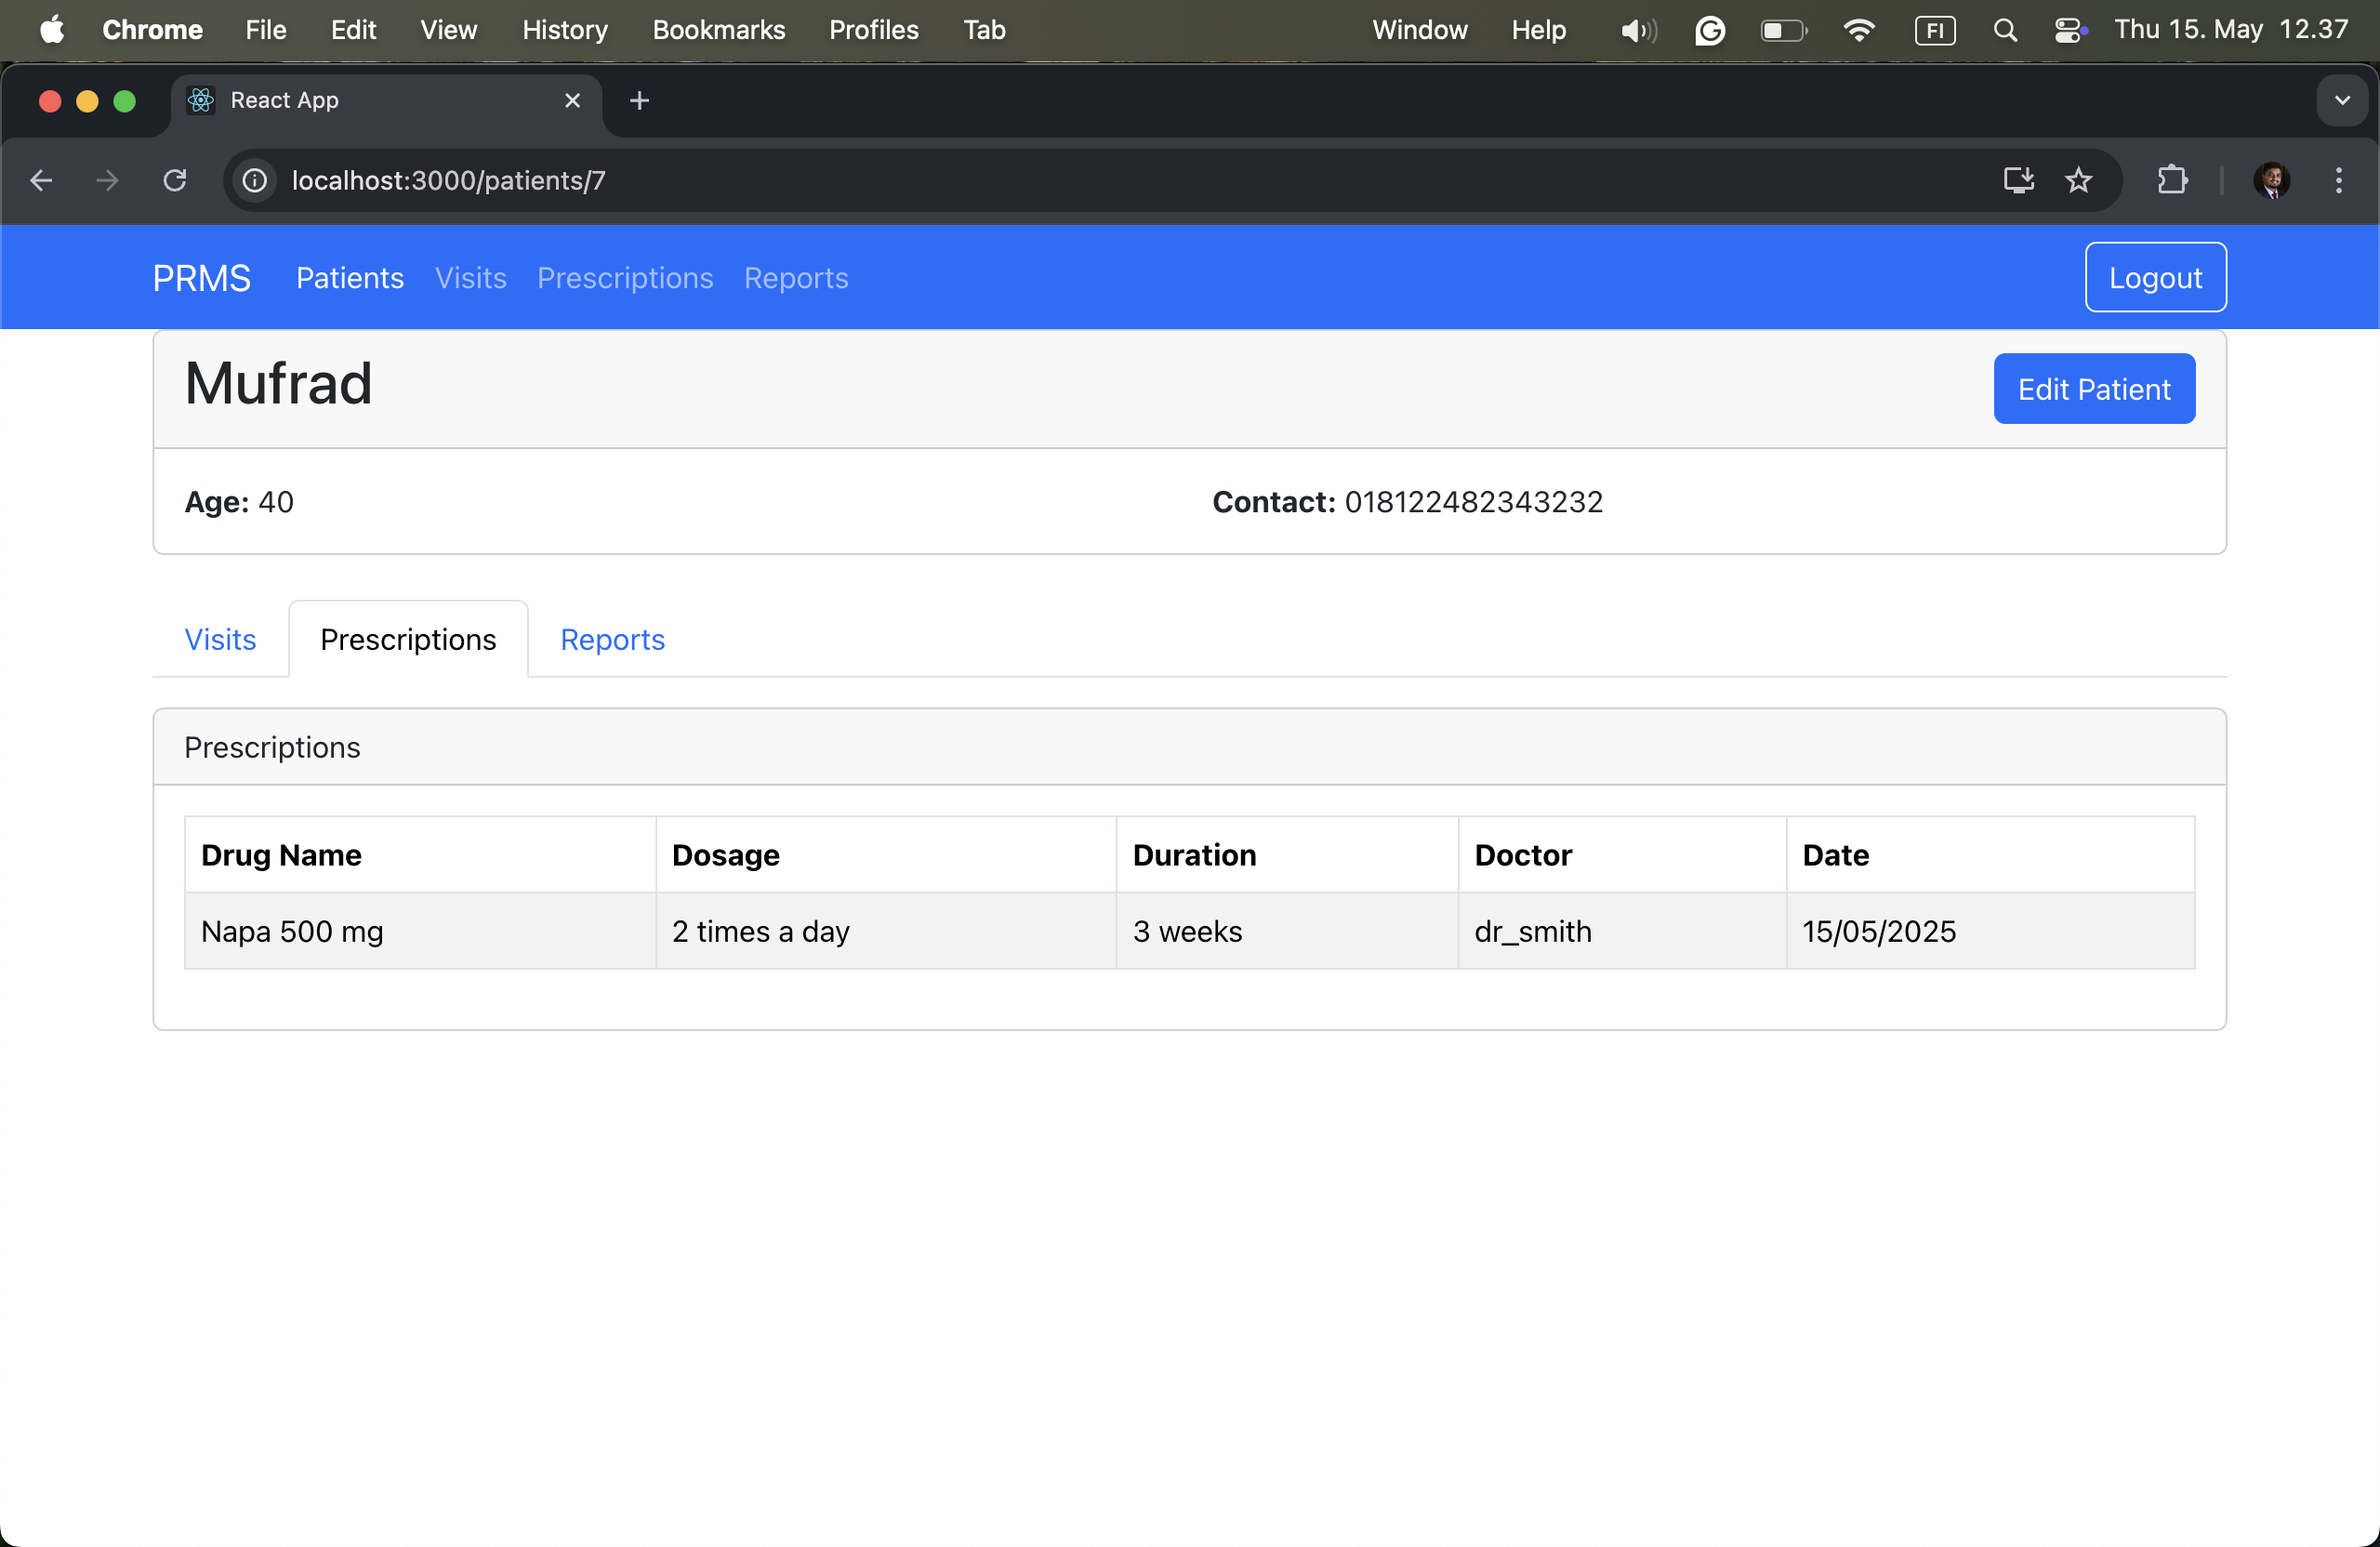 Chrome File Edit View History Bookmarks Profiles Tab Window Help FI Thu 15. May 12.37
React App
localhost:3000/patients/7
PRMS Patients Visits Prescriptions Reports Logout
Mufrad Edit Patient
Age: 40 Contact: 018122482343232
Visits Prescriptions Reports
Prescriptions
Drug Name Dosage Duration Doctor Date
Napa 500 mg 2 times a day 3 weeks dr_smith 15/05/2025